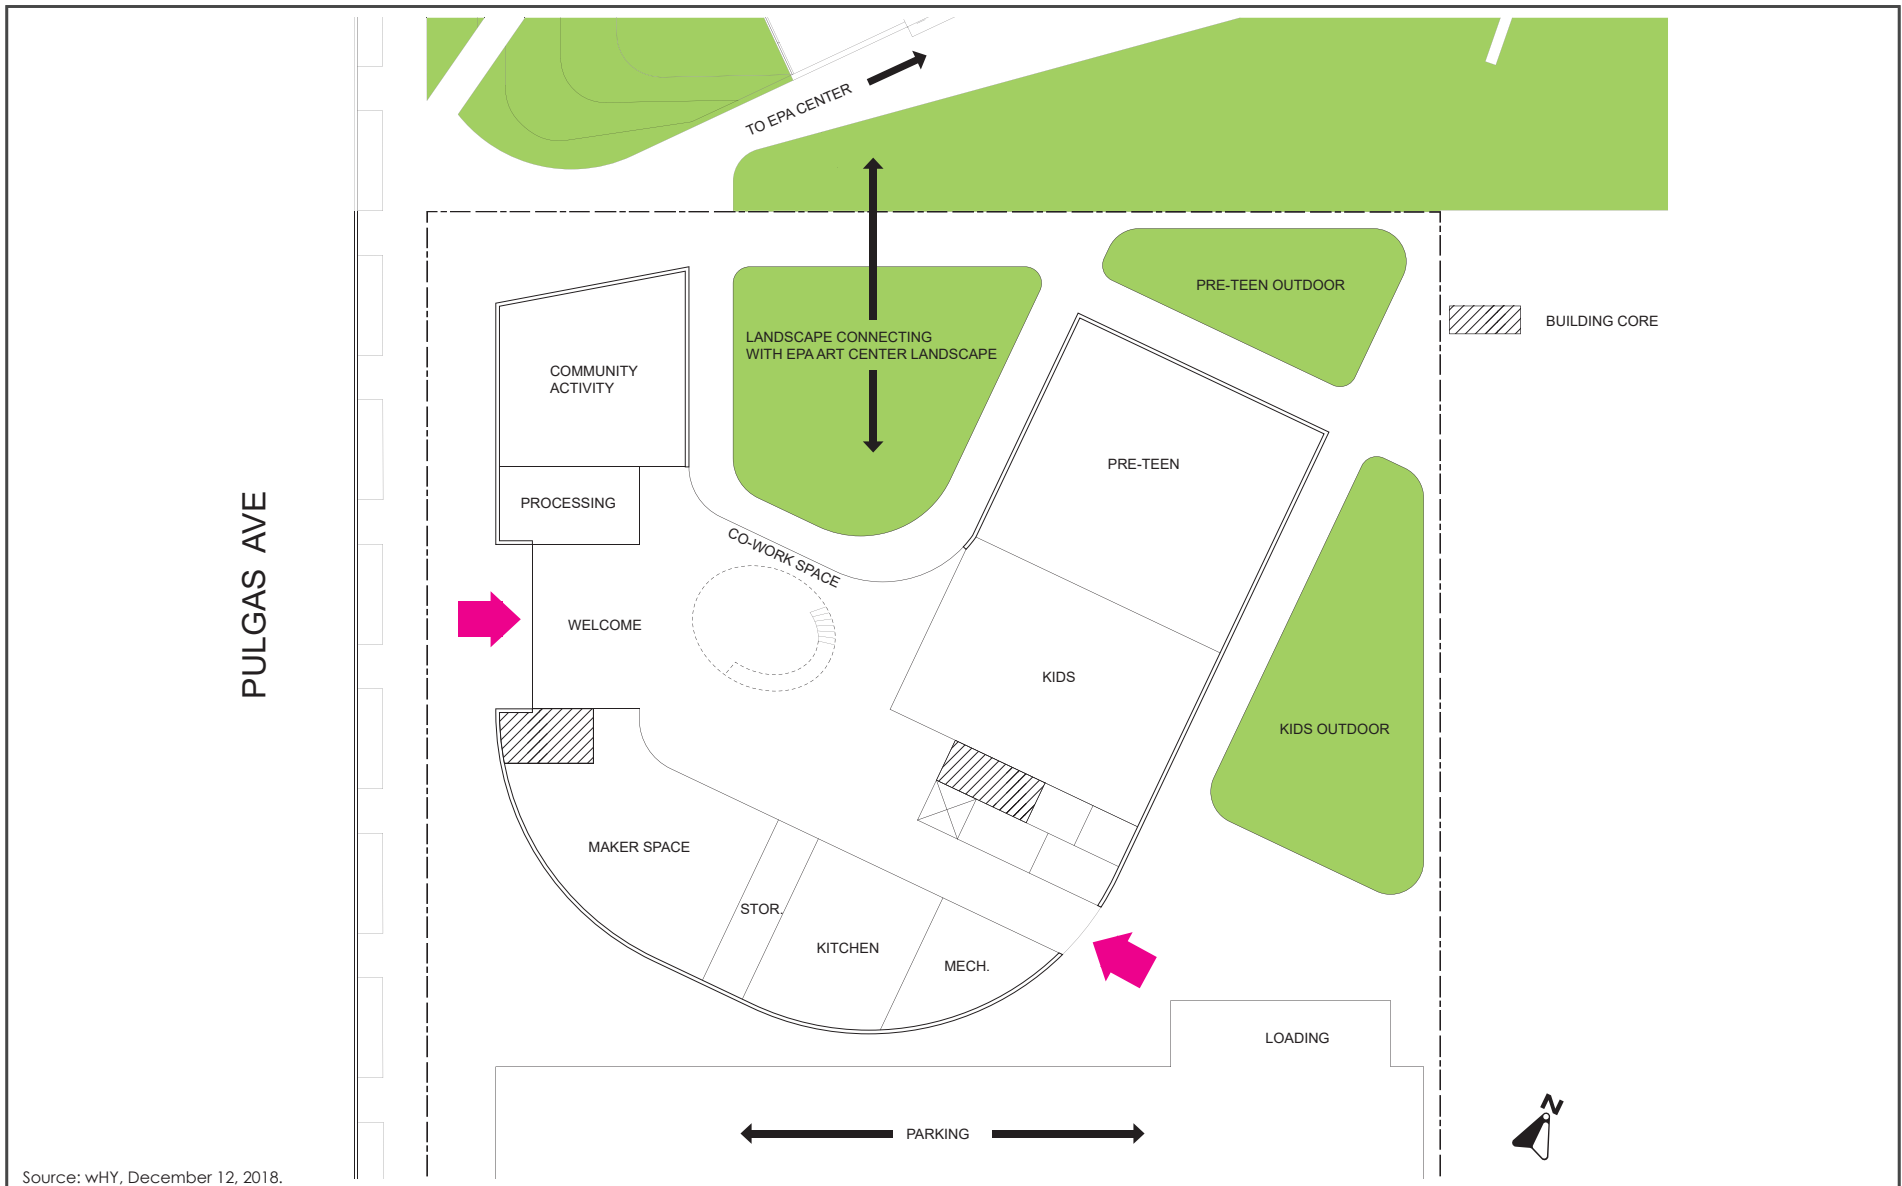 TO EPA CENTER
PRE-TEEN OUTDOOR
BUILDING CORE
LANDSCAPE CONNECTING
WITH EPA ART CENTER LANDSCAPE
COMMUNITY
ACTIVITY
PRE-TEEN
PROCESSING
CO-WORK SPACE
PULGAS AVE
WELCOME
KIDS
KIDS OUTDOOR
MAKER SPACE
STOR.
KITCHEN
MECH.
LOADING
PARKING
N
Source: wHY, December 12, 2018.